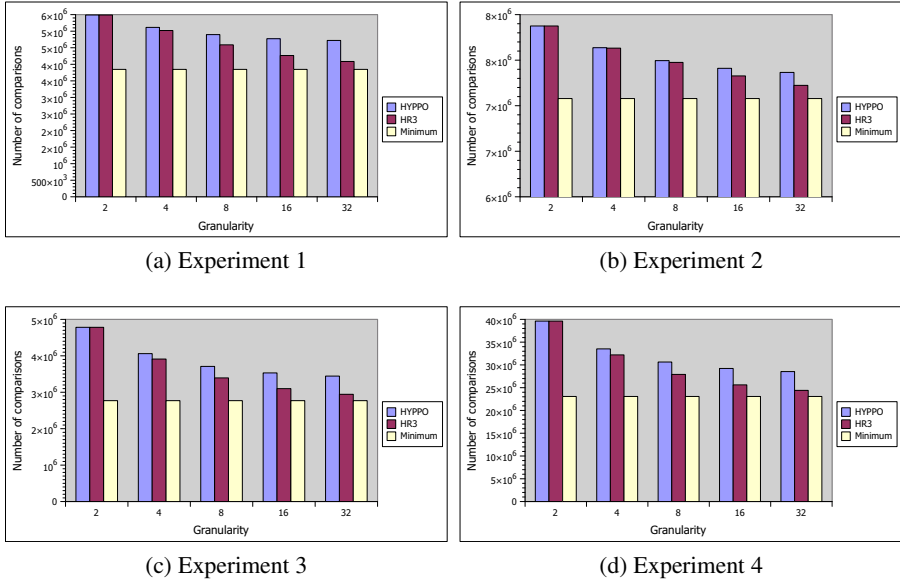 6×10⁶
5×10⁶
5×10⁶
4×10⁶
4×10⁶
3×10⁶
3×10⁶
2×10⁶
2×10⁶
10⁶
500×10³
0
Number of comparisons
2 4 8 16 32
Granularity
HYPPO
HR3
Minimum
(a) Experiment 1
8×10⁶
8×10⁶
7×10⁶
7×10⁶
6×10⁶
Number of comparisons
2 4 8 16 32
Granularity
HYPPO
HR3
Minimum
(b) Experiment 2
5×10⁶
4×10⁶
3×10⁶
2×10⁶
10⁶
0
Number of comparisons
2 4 8 16 32
Granularity
HYPPO
HR3
Minimum
(c) Experiment 3
40×10⁶
35×10⁶
30×10⁶
25×10⁶
20×10⁶
15×10⁶
10×10⁶
5×10⁶
0
Number of comparisons
2 4 8 16 32
Granularity
HYPPO
HR3
Minimum
(d) Experiment 4